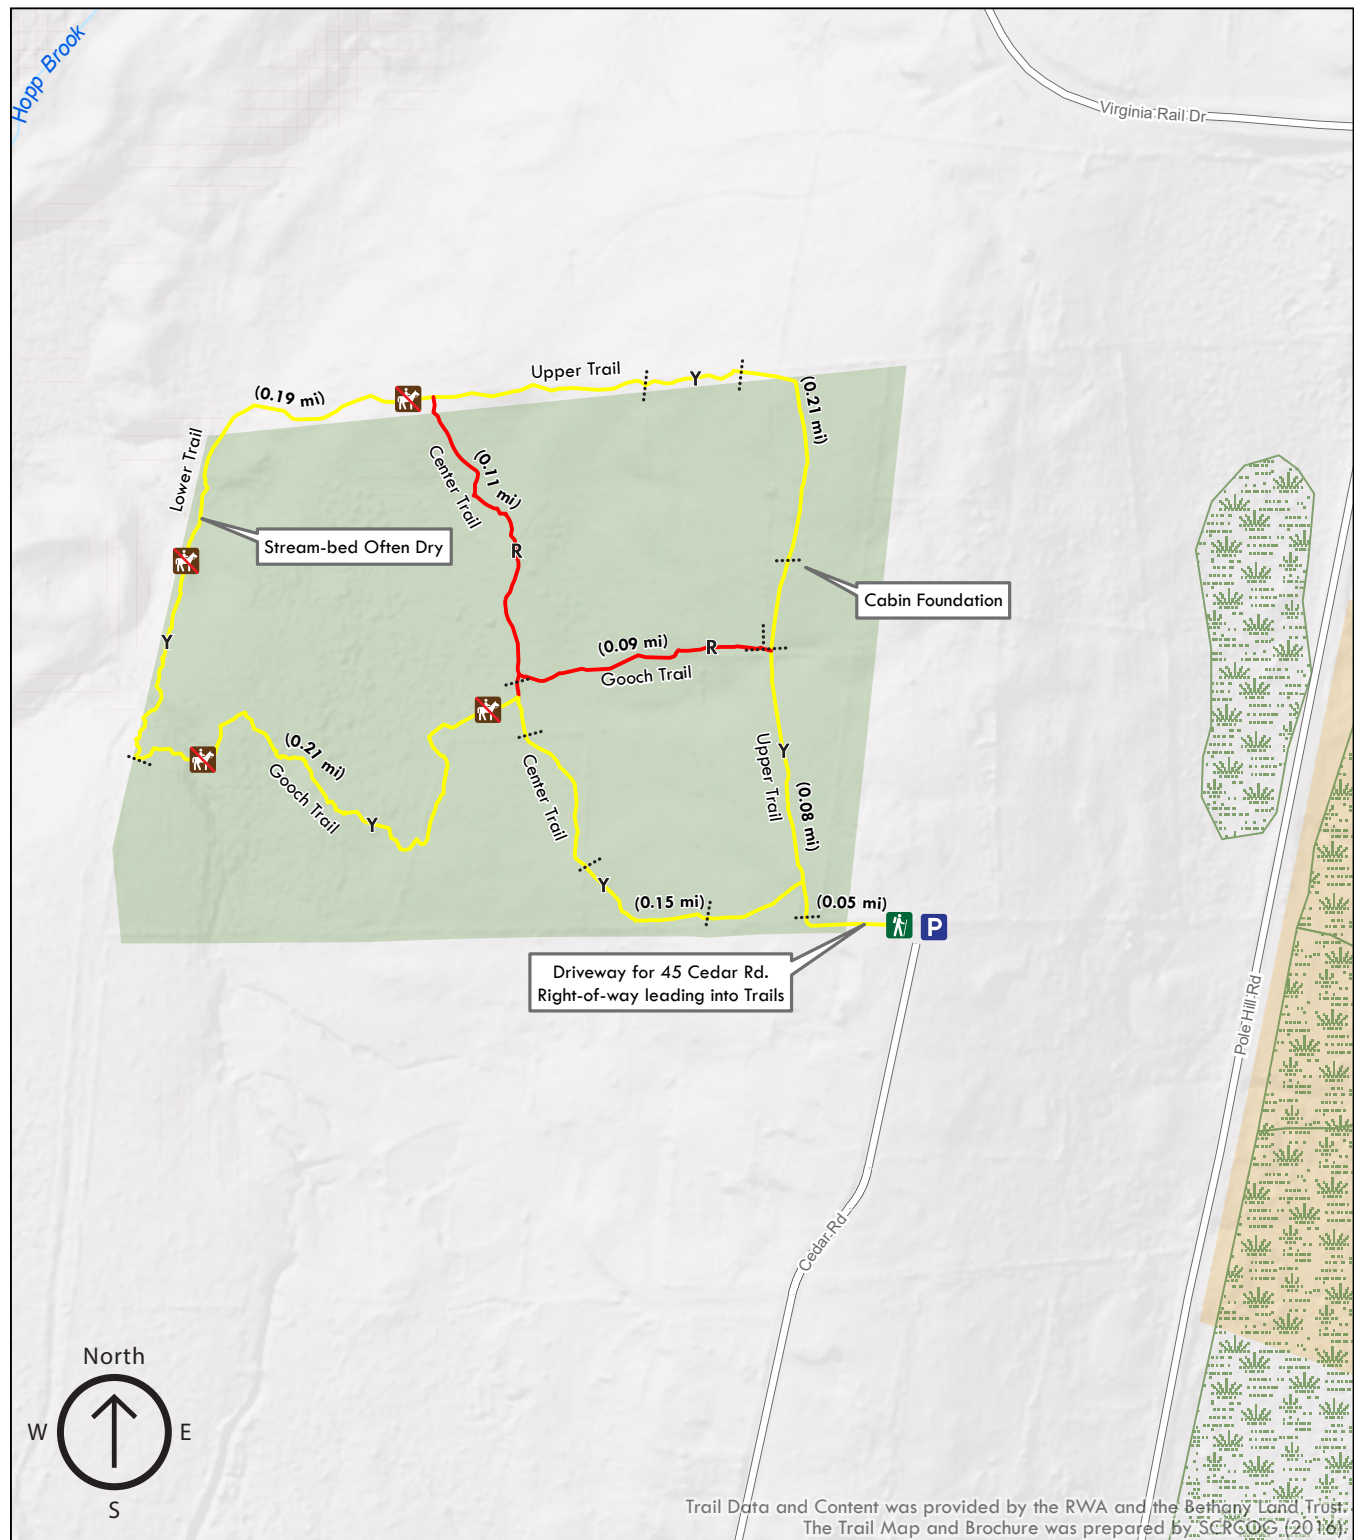 Hopp Brook
Virginia Rail Dr
Upper Trail
Y
(0.19 mi)
(0.21 mi)
Lower Trail
Center Trail
(0.11 mi)
Stream-bed Often Dry
R
Cabin Foundation
Y
(0.09 mi)
R
Gooch Trail
(0.21 mi)
Gooch Trail
Y
Center Trail
Upper Trail
Y
(0.08 mi)
Y
(0.15 mi)
(0.05 mi)
P
Driveway for 45 Cedar Rd.
Right-of-way leading into Trails
Pole Hill Rd
Cedar Rd
North
W
E
S
Trail Data and Content was provided by the RWA and the Bethany Land Trust.
The Trail Map and Brochure was prepared by SCRCOG (2016).